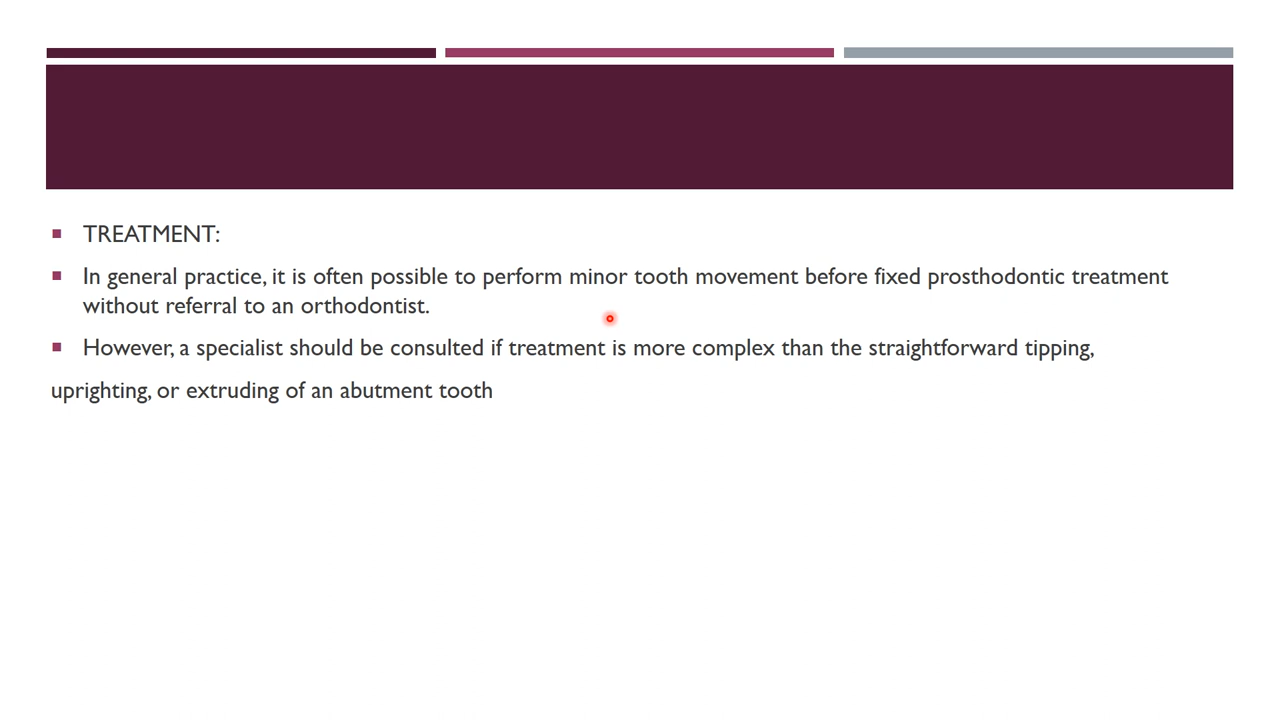 TREATMENT:
In general practice, it is often possible to perform minor tooth movement before fixed prosthodontic treatment
without referral to an orthodontist.
However, a specialist should be consulted if treatment is more complex than the straightforward tipping,
uprighting, or extruding of an abutment tooth